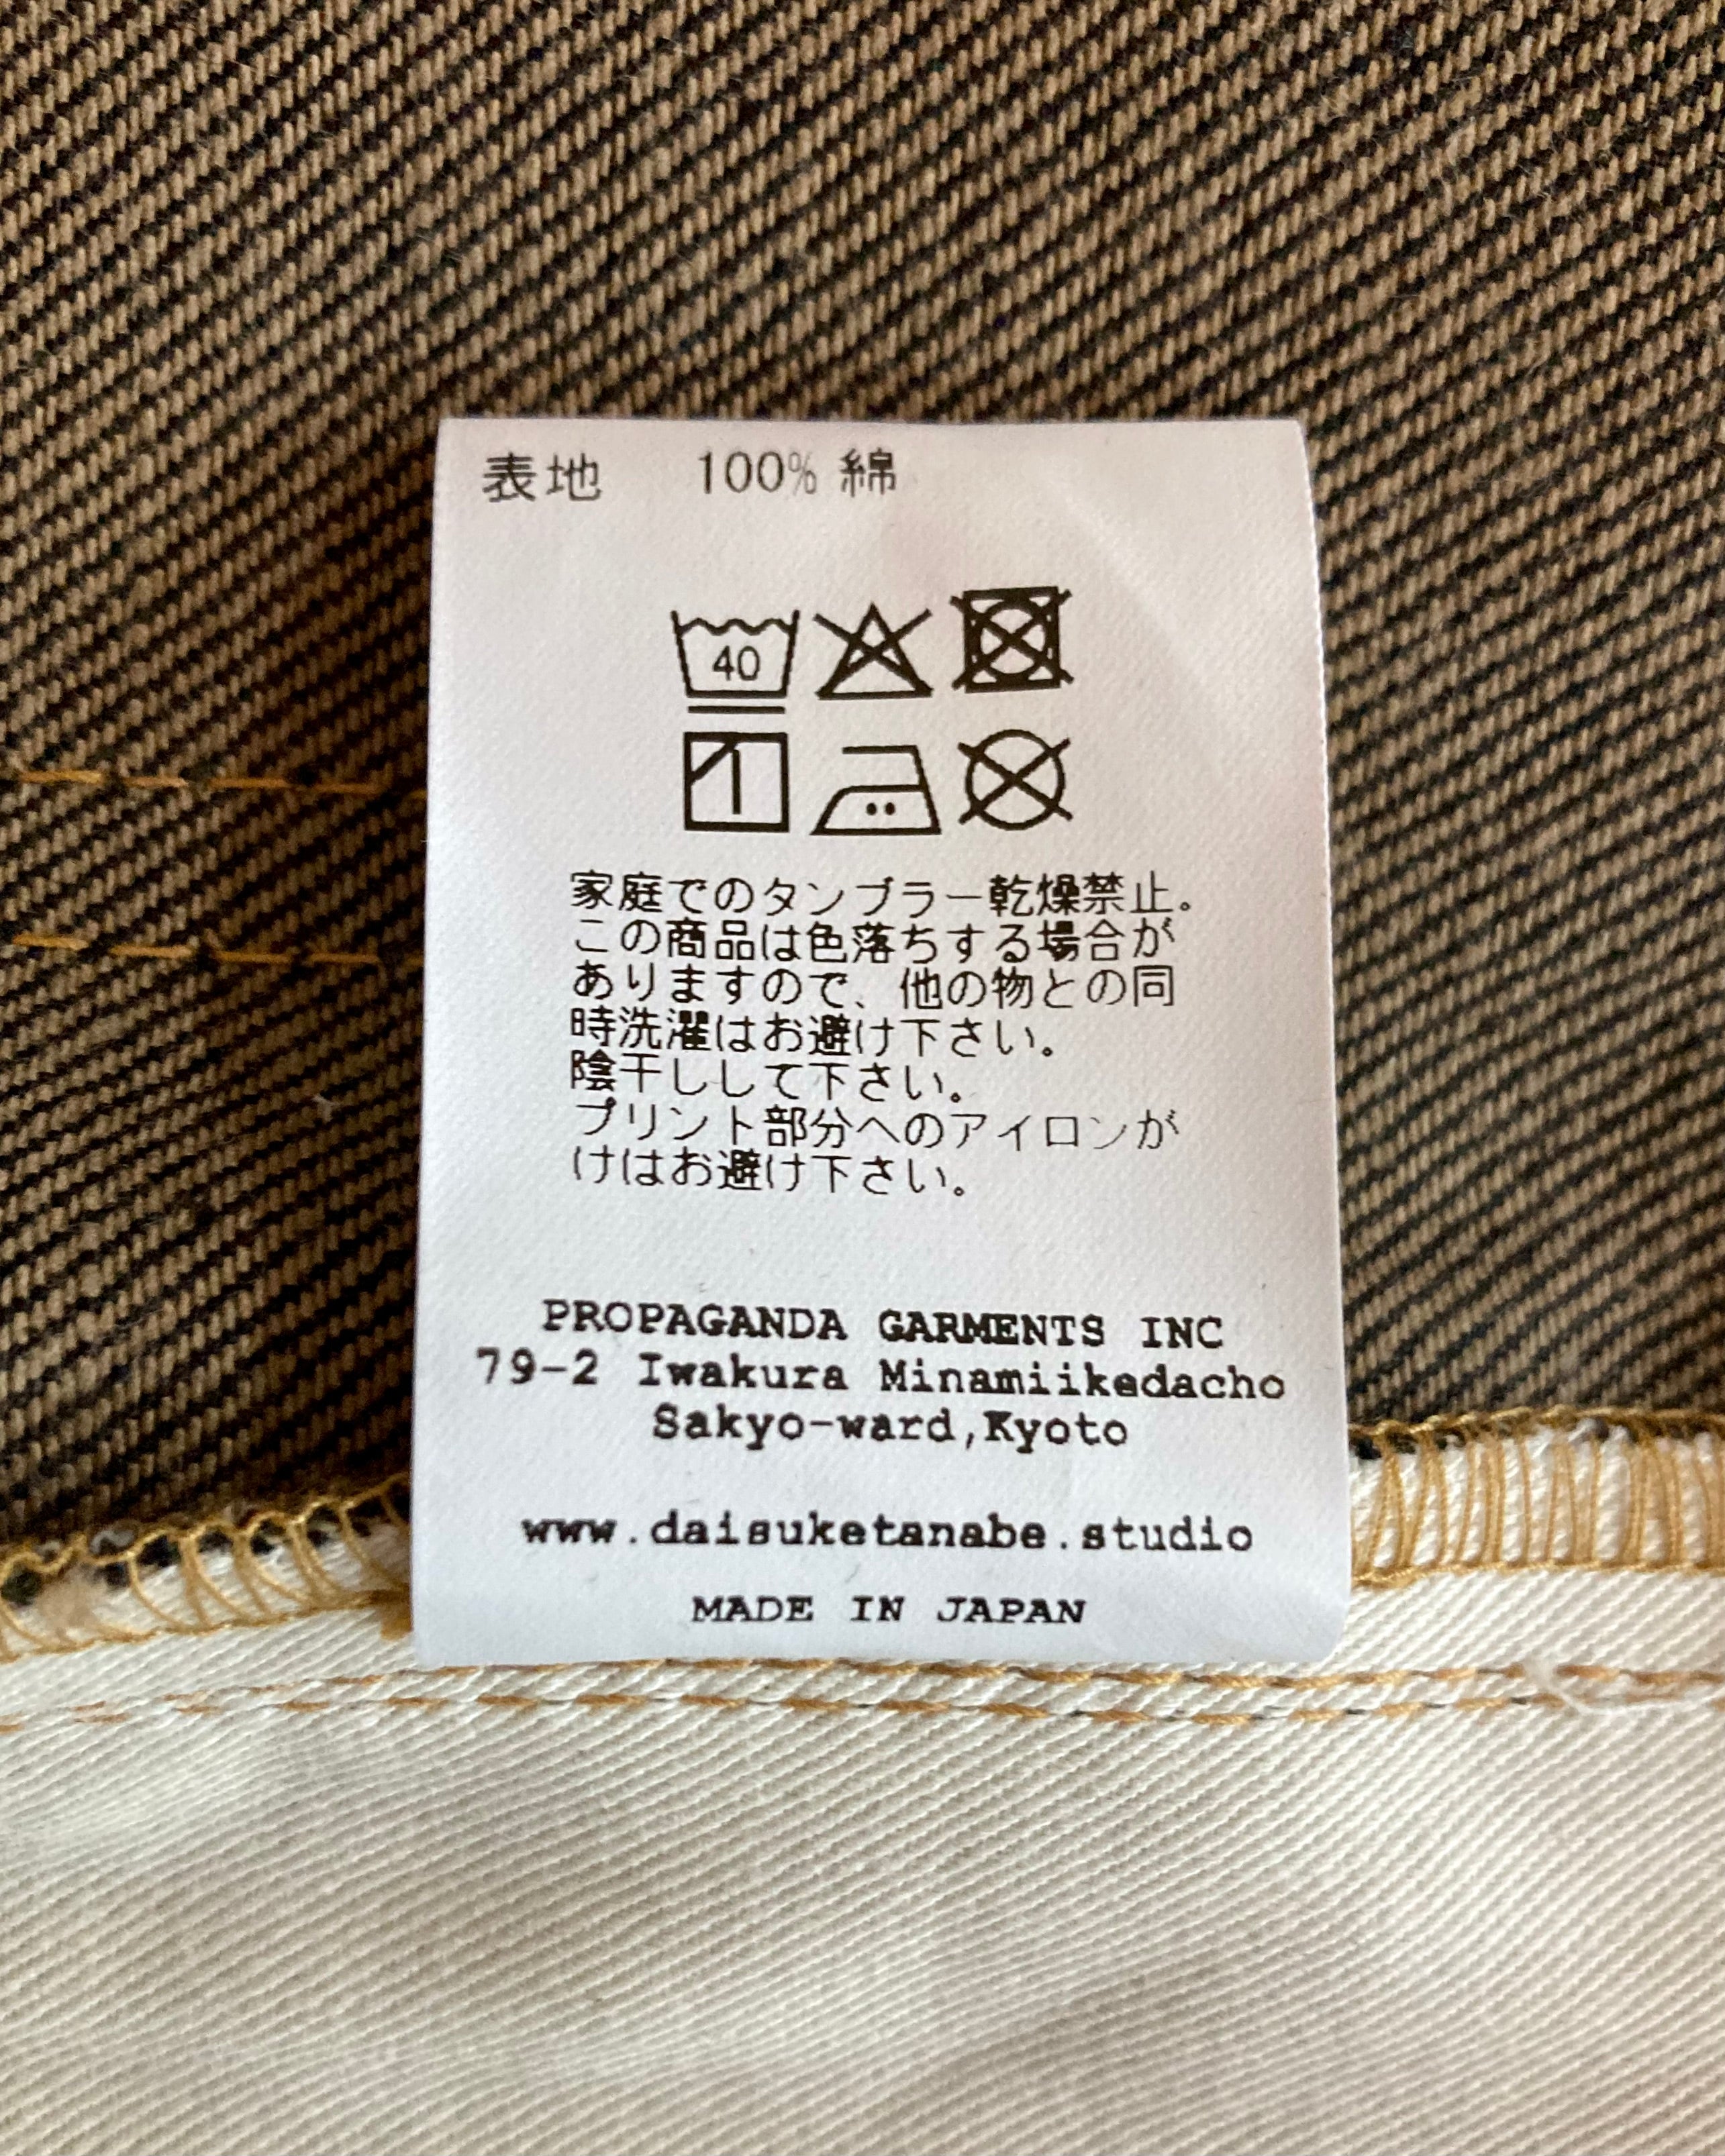 表地 100% 綿
40
家庭でのタンブラー乾燥禁止。
この商品は色落ちする場合が
ありますので、他の物との同
時洗濯はお避け下さい。
陰干しして下さい。
プリント部分へのアイロンが
けはお避け下さい。
PROPAGANDA GARMENTS INC
79-2 Iwakura Minamiikedacho
Sakyo-ward,Kyoto
www.daisuketanabe.studio
MADE IN JAPAN